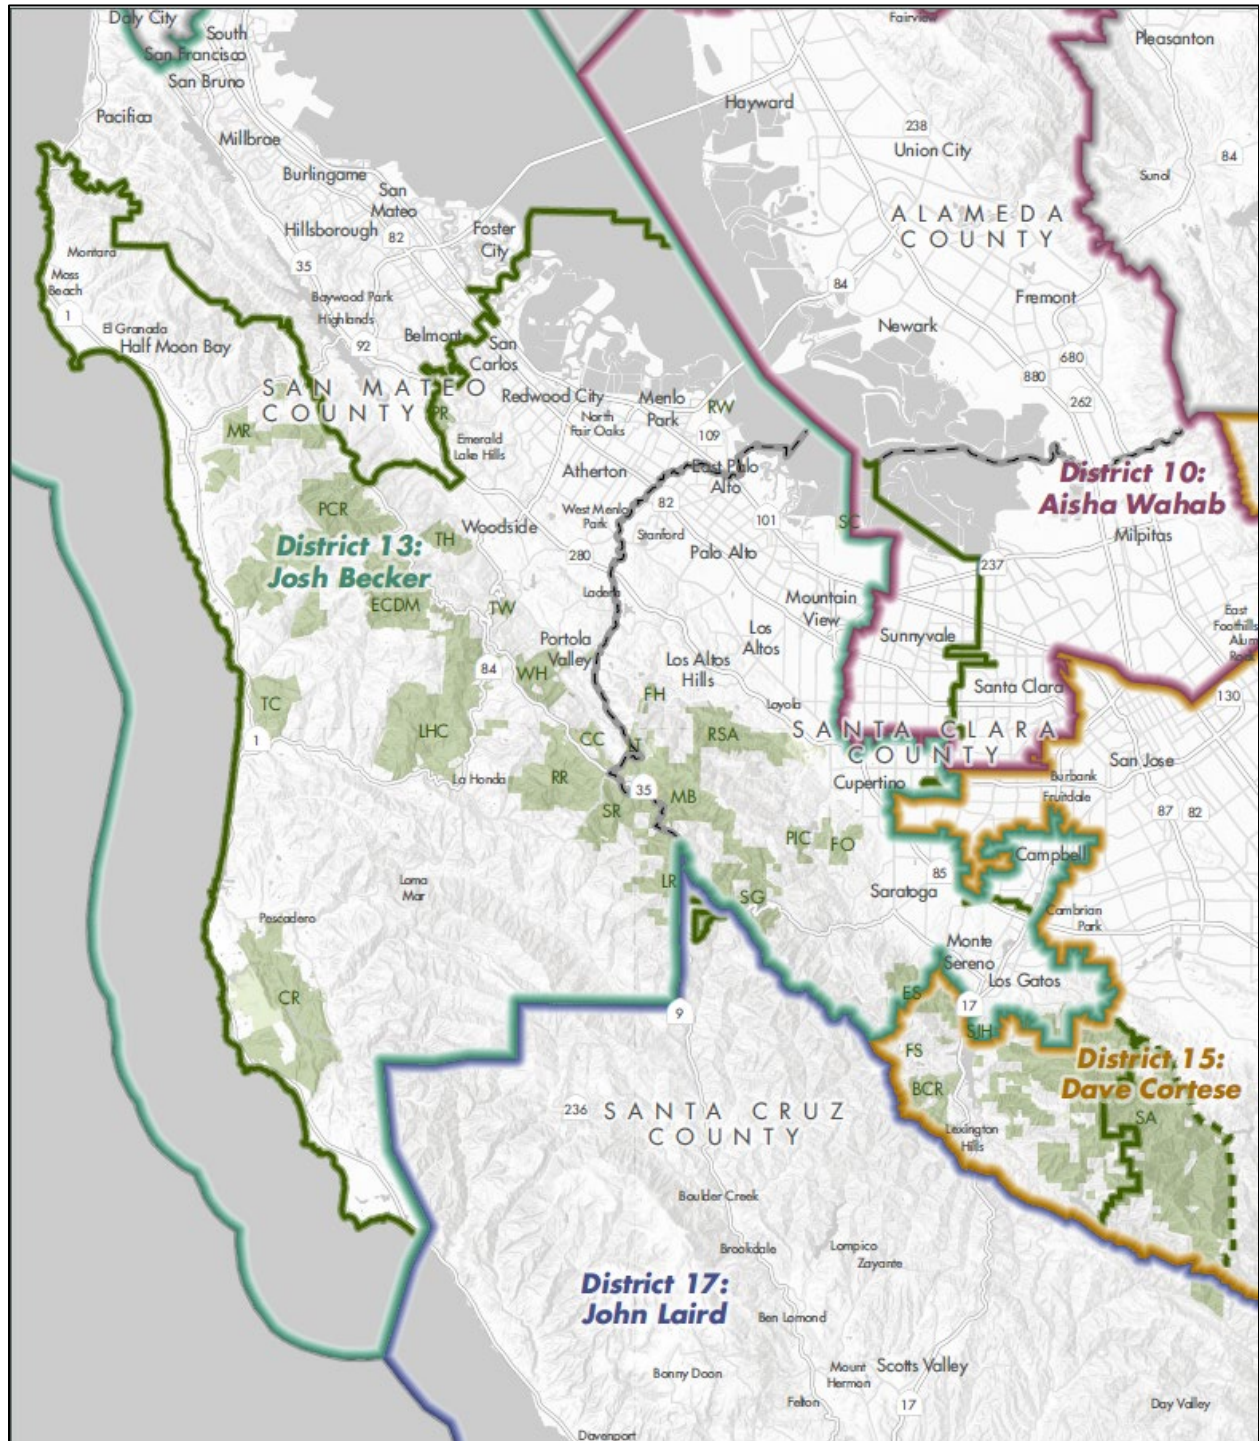 Daly City
South
San Francisco
San Bruno
Pacifica
Millbrae
Burlingame
San
Mateo
Hillsborough
82
Foster
City
35
Montara
Moss
Beach
1
Baywood Park
Highlands
El Granada
Half Moon Bay
92
Belmont
San
Carlos
SAN MATEO
COUNTY
PR
MR
Redwood City
North
Fair Oaks
Menlo
Park
RW
109
Emerald
Lake Hills
Atherton
East Palo
Alto
PCR
West Menlo
Park
82
101
TH
Woodside
Stanford
280
Palo Alto
District 13:
Josh Becker
ECDM
TW
Ladera
Portola
Valley
Mountain
View
Los
Altos
Los Altos
Hills
84
WH
FH
Loyola
TC
LHC
CC
LT
RSA
1
La Honda
RR
35
SR
MB
PIC
FO
Loma
Mar
LR
SG
Pescadero
CR
Fairview
Pleasanton
Hayward
238
Union City
84
Sunol
ALAMEDA
COUNTY
84
Fremont
Newark
680
880
262
District 10:
Aisha Wahab
Milpitas
SC
237
Sunnyvale
East
Foothills
Alum
Rock
Santa Clara
130
SANTA CLARA
COUNTY
Cupertino
Burbank
Fruitdale
San Jose
87
82
Campbell
85
Saratoga
Cambrian
Park
Monte
Sereno
Los Gatos
ES
17
SJH
FS
District 15:
Dave Cortese
BCR
SA
Lexington
Hills
9
236
SANTA CRUZ
COUNTY
Boulder Creek
Brookdale
Lompico
Zayante
District 17:
John Laird
Ben Lomond
Bonny Doon
Mount
Hermon
Scotts Valley
Felton
17
Day Valley
Davenport